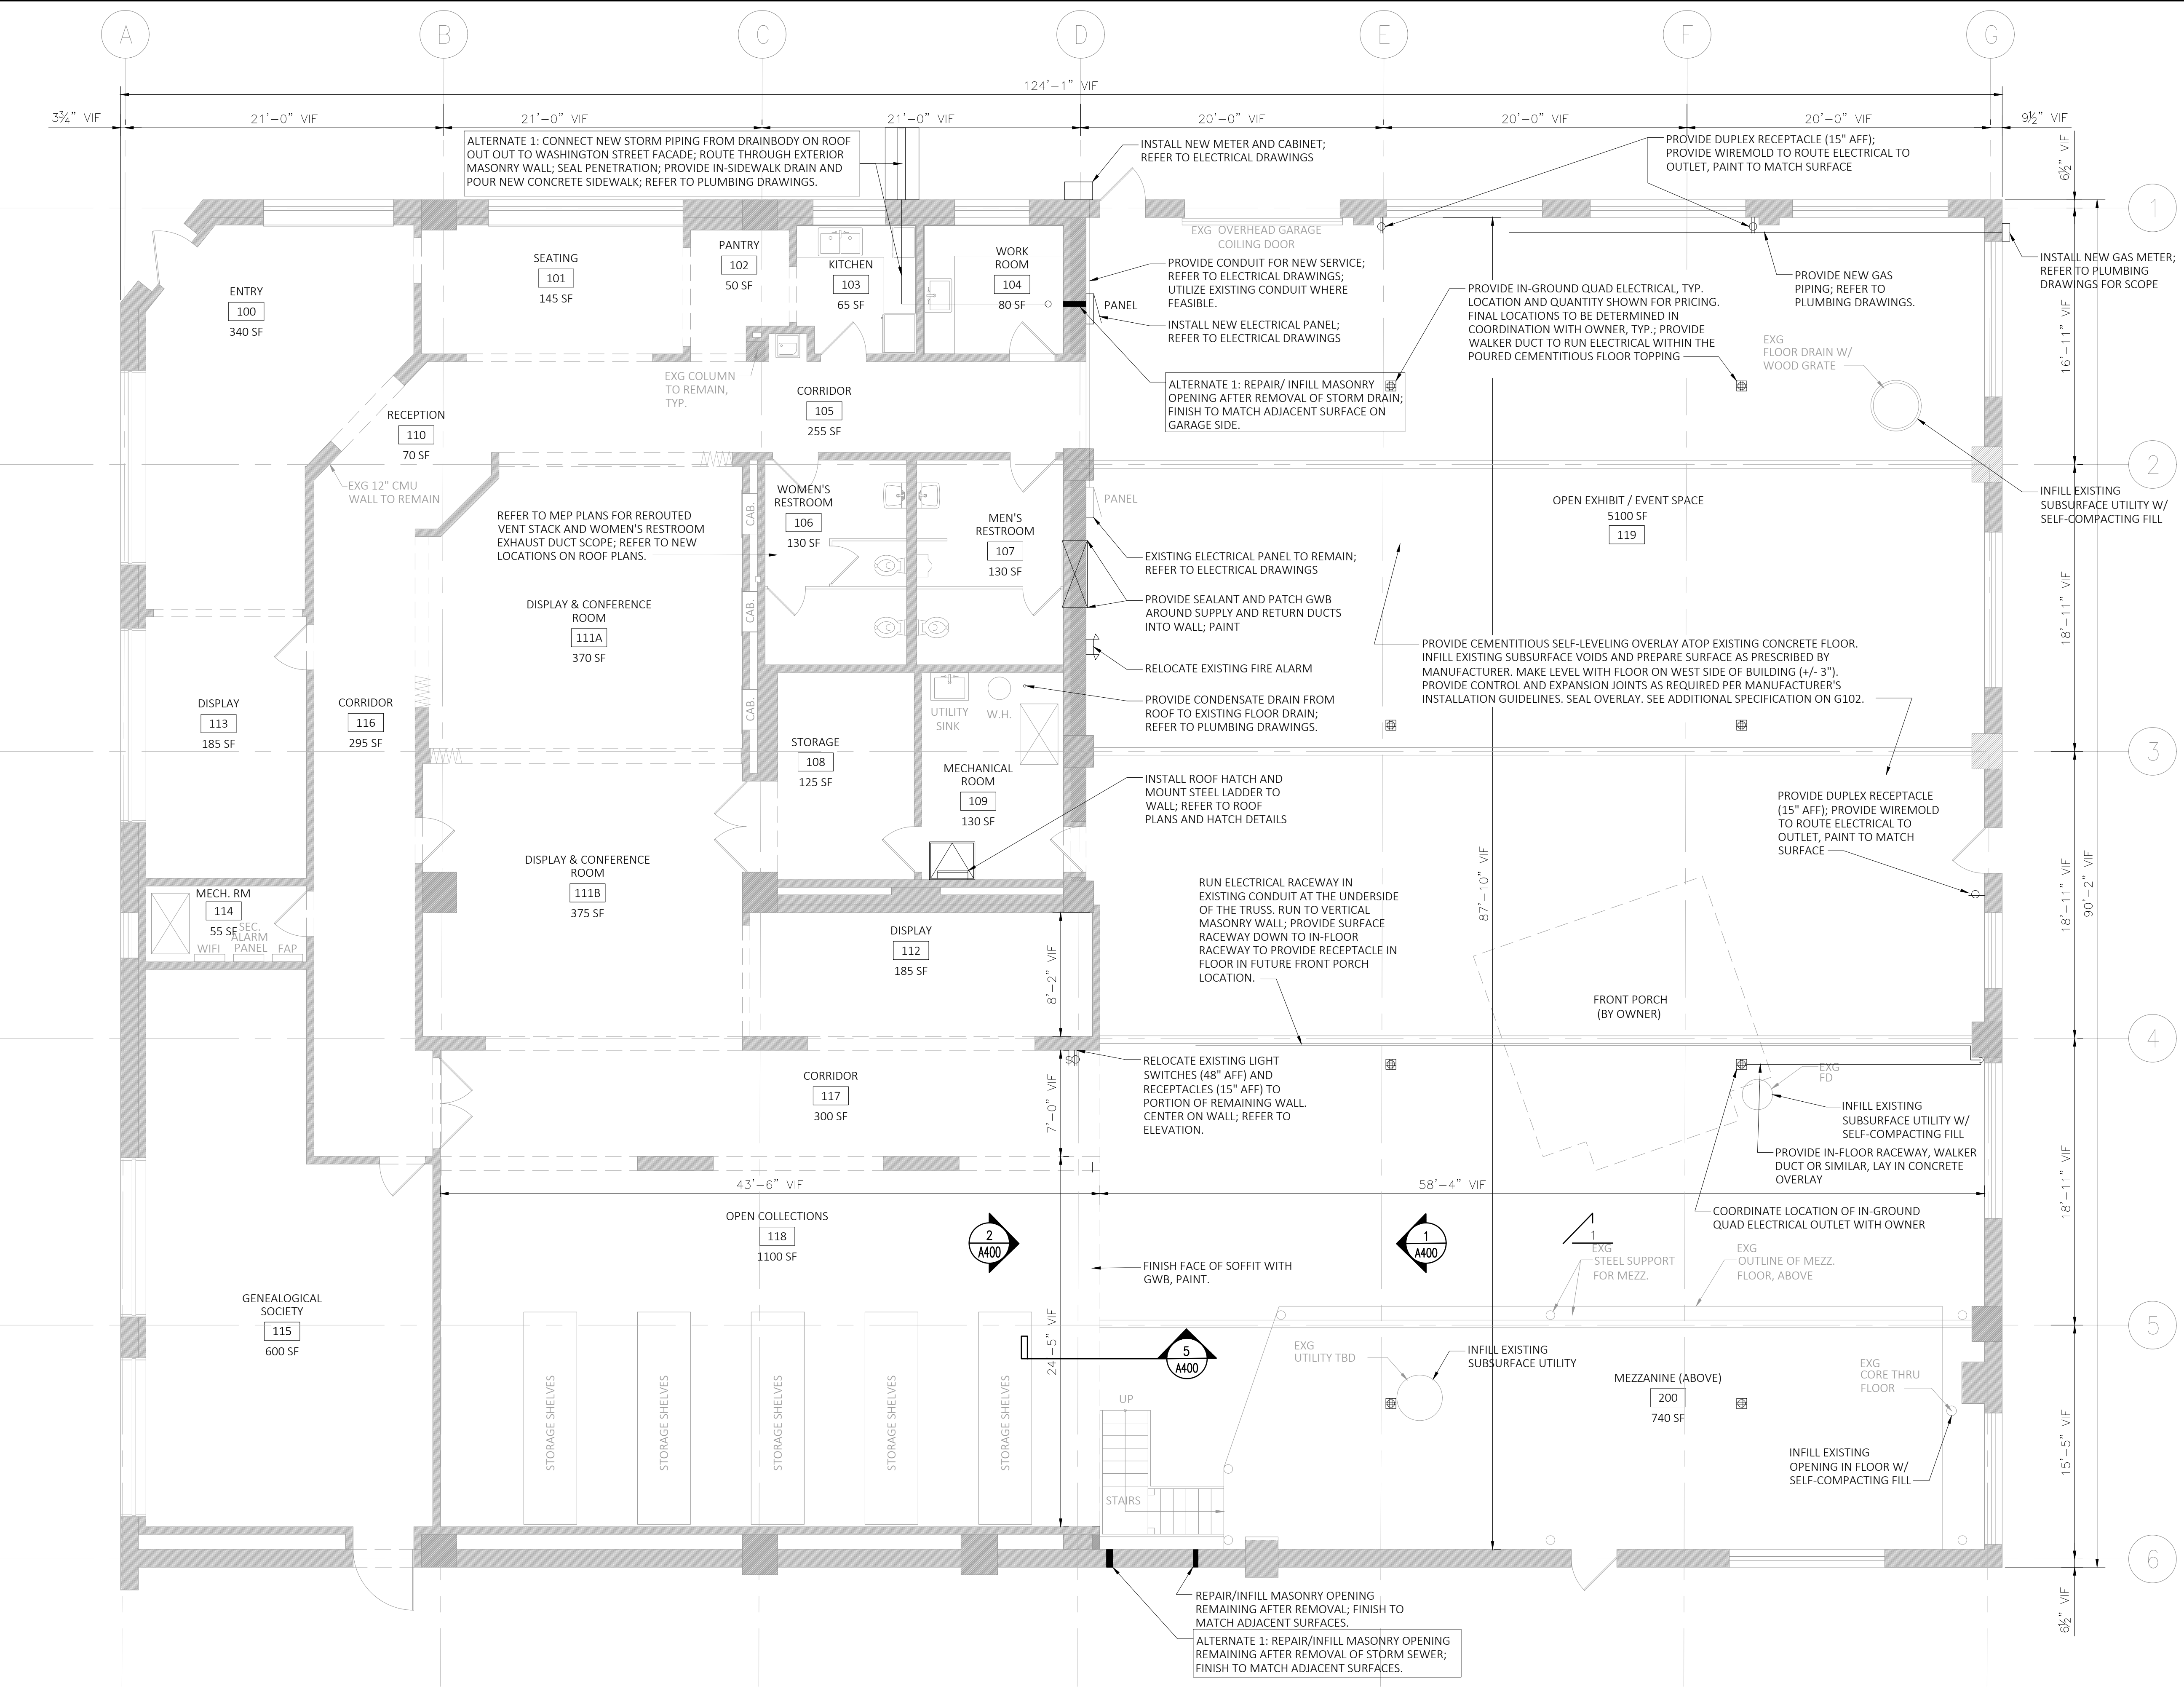 A
B
C
D
E
F
G
124'-1" VIF
3¾" VIF
21'-0" VIF
21'-0" VIF
21'-0" VIF
20'-0" VIF
20'-0" VIF
20'-0" VIF
9½" VIF
ALTERNATE 1: CONNECT NEW STORM PIPING FROM DRAINBODY ON ROOF
OUT OUT TO WASHINGTON STREET FACADE; ROUTE THROUGH EXTERIOR
MASONRY WALL; SEAL PENETRATION; PROVIDE IN-SIDEWALK DRAIN AND
POUR NEW CONCRETE SIDEWALK; REFER TO PLUMBING DRAWINGS.
INSTALL NEW METER AND CABINET;
REFER TO ELECTRICAL DRAWINGS
PROVIDE DUPLEX RECEPTACLE (15" AFF);
PROVIDE WIREMOLD TO ROUTE ELECTRICAL TO
OUTLET, PAINT TO MATCH SURFACE
6½" VIF
1
EXG OVERHEAD GARAGE
COILING DOOR
INSTALL NEW GAS METER;
REFER TO PLUMBING
DRAWINGS FOR SCOPE
PROVIDE NEW GAS
PIPING; REFER TO
PLUMBING DRAWINGS.
ENTRY
100
340 SF
SEATING
101
145 SF
PANTRY
102
50 SF
KITCHEN
103
65 SF
WORK
ROOM
104
80 SF
PROVIDE CONDUIT FOR NEW SERVICE;
REFER TO ELECTRICAL DRAWINGS;
UTILIZE EXISTING CONDUIT WHERE
FEASIBLE.
PANEL
INSTALL NEW ELECTRICAL PANEL;
REFER TO ELECTRICAL DRAWINGS
PROVIDE IN-GROUND QUAD ELECTRICAL, TYP.
LOCATION AND QUANTITY SHOWN FOR PRICING.
FINAL LOCATIONS TO BE DETERMINED IN
COORDINATION WITH OWNER, TYP.; PROVIDE
WALKER DUCT TO RUN ELECTRICAL WITHIN THE
POURED CEMENTITIOUS FLOOR TOPPING
EXG
FLOOR DRAIN W/
WOOD GRATE
16'-11" VIF
EXG COLUMN
TO REMAIN,
TYP.
ALTERNATE 1: REPAIR/ INFILL MASONRY
OPENING AFTER REMOVAL OF STORM DRAIN;
FINISH TO MATCH ADJACENT SURFACE ON
GARAGE SIDE.
RECEPTION
110
70 SF
CORRIDOR
105
255 SF
2
EXG 12" CMU
WALL TO REMAIN
INFILL EXISTING
SUBSURFACE UTILITY W/
SELF-COMPACTING FILL
REFER TO MEP PLANS FOR REROUTED
VENT STACK AND WOMEN'S RESTROOM
EXHAUST DUCT SCOPE; REFER TO NEW
LOCATIONS ON ROOF PLANS.
CAB.
WOMEN'S
RESTROOM
106
130 SF
MEN'S
RESTROOM
107
130 SF
PANEL
OPEN EXHIBIT / EVENT SPACE
5100 SF
119
EXISTING ELECTRICAL PANEL TO REMAIN;
REFER TO ELECTRICAL DRAWINGS
PROVIDE SEALANT AND PATCH GWB
AROUND SUPPLY AND RETURN DUCTS
INTO WALL; PAINT
18'-11" VIF
DISPLAY & CONFERENCE
ROOM
111A
370 SF
CAB.
RELOCATE EXISTING FIRE ALARM
PROVIDE CEMENTITIOUS SELF-LEVELING OVERLAY ATOP EXISTING CONCRETE FLOOR.
INFILL EXISTING SUBSURFACE VOIDS AND PREPARE SURFACE AS PRESCRIBED BY
MANUFACTURER. MAKE LEVEL WITH FLOOR ON WEST SIDE OF BUILDING (+/- 3").
PROVIDE CONTROL AND EXPANSION JOINTS AS REQUIRED PER MANUFACTURER'S
INSTALLATION GUIDELINES. SEAL OVERLAY. SEE ADDITIONAL SPECIFICATION ON G102.
DISPLAY
113
185 SF
CORRIDOR
116
295 SF
CAB.
UTILITY
SINK
W.H.
PROVIDE CONDENSATE DRAIN FROM
ROOF TO EXISTING FLOOR DRAIN;
REFER TO PLUMBING DRAWINGS.
STORAGE
108
125 SF
MECHANICAL
ROOM
109
130 SF
3
INSTALL ROOF HATCH AND
MOUNT STEEL LADDER TO
WALL; REFER TO ROOF
PLANS AND HATCH DETAILS
PROVIDE DUPLEX RECEPTACLE
(15" AFF); PROVIDE WIREMOLD
TO ROUTE ELECTRICAL TO
OUTLET, PAINT TO MATCH
SURFACE
DISPLAY & CONFERENCE
ROOM
111B
375 SF
87'-10" VIF
18'-11" VIF
90'-2" VIF
MECH. RM
114
55 SF
SEC.
ALARM
PANEL
WIFI
FAP
RUN ELECTRICAL RACEWAY IN
EXISTING CONDUIT AT THE UNDERSIDE
OF THE TRUSS. RUN TO VERTICAL
MASONRY WALL; PROVIDE SURFACE
RACEWAY DOWN TO IN-FLOOR
RACEWAY TO PROVIDE RECEPTACLE IN
FLOOR IN FUTURE FRONT PORCH
LOCATION.
DISPLAY
112
185 SF
8'-2" VIF
FRONT PORCH
(BY OWNER)
4
RELOCATE EXISTING LIGHT
SWITCHES (48" AFF) AND
RECEPTACLES (15" AFF) TO
PORTION OF REMAINING WALL.
CENTER ON WALL; REFER TO
ELEVATION.
CORRIDOR
117
300 SF
7'-0" VIF
EXG
FD
INFILL EXISTING
SUBSURFACE UTILITY W/
SELF-COMPACTING FILL
PROVIDE IN-FLOOR RACEWAY, WALKER
DUCT OR SIMILAR, LAY IN CONCRETE
OVERLAY
18'-11" VIF
43'-6" VIF
58'-4" VIF
COORDINATE LOCATION OF IN-GROUND
QUAD ELECTRICAL OUTLET WITH OWNER
OPEN COLLECTIONS
118
1100 SF
2
A400
1
A400
1
EXG
STEEL SUPPORT
FOR MEZZ.
EXG
OUTLINE OF MEZZ.
FLOOR, ABOVE
FINISH FACE OF SOFFIT WITH
GWB, PAINT.
GENEALOGICAL
SOCIETY
115
600 SF
5
5
A400
24'-5" VIF
EXG
UTILITY TBD
INFILL EXISTING
SUBSURFACE UTILITY
MEZZANINE (ABOVE)
200
740 SF
EXG
CORE THRU
FLOOR
STORAGE SHELVES
STORAGE SHELVES
STORAGE SHELVES
STORAGE SHELVES
STORAGE SHELVES
UP
STAIRS
INFILL EXISTING
OPENING IN FLOOR W/
SELF-COMPACTING FILL
15'-5" VIF
6
REPAIR/INFILL MASONRY OPENING
REMAINING AFTER REMOVAL; FINISH TO
MATCH ADJACENT SURFACES.
ALTERNATE 1: REPAIR/INFILL MASONRY OPENING
REMAINING AFTER REMOVAL OF STORM SEWER;
FINISH TO MATCH ADJACENT SURFACES.
6½" VIF